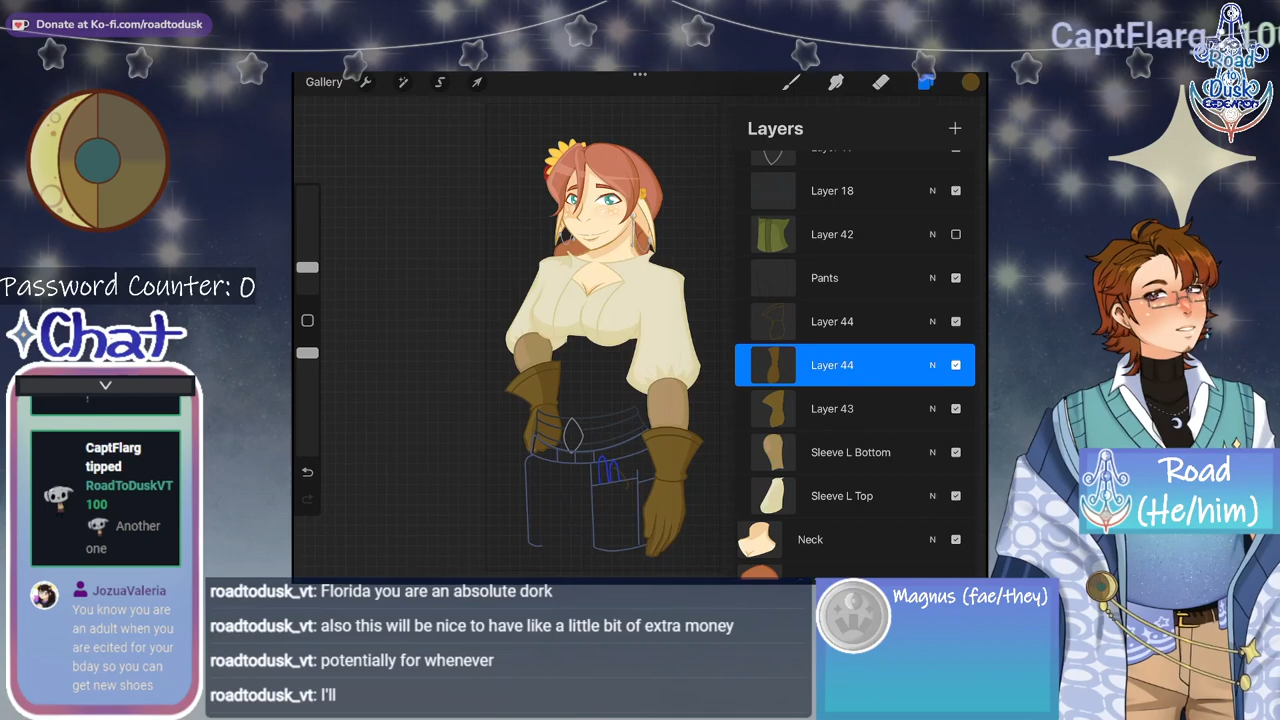 Donate at Ko-fi.com/roadtodusk
CaptFlarg
Road
to
Dusk
Password Counter: 0
Chat
!
CaptFlarg
tipped
RoadToDuskVT
100
Another
one
JozuaValeria
You know you are
an adult when you
are ecited for your
bday so you can
get new shoes
Gallery
Layers
Layer 18 N
Layer 42 N
Pants N
Layer 44 N
Layer 44 N
Layer 43 N
Sleeve L Bottom N
Sleeve L Top N
Neck N
roadtodusk_vt: Florida you are an absolute dork
roadtodusk_vt: also this will be nice to have like a little bit of extra money
roadtodusk_vt: potentially for whenever
roadtodusk_vt: I'll
Magnus (fae/they)
Road
(He/him)